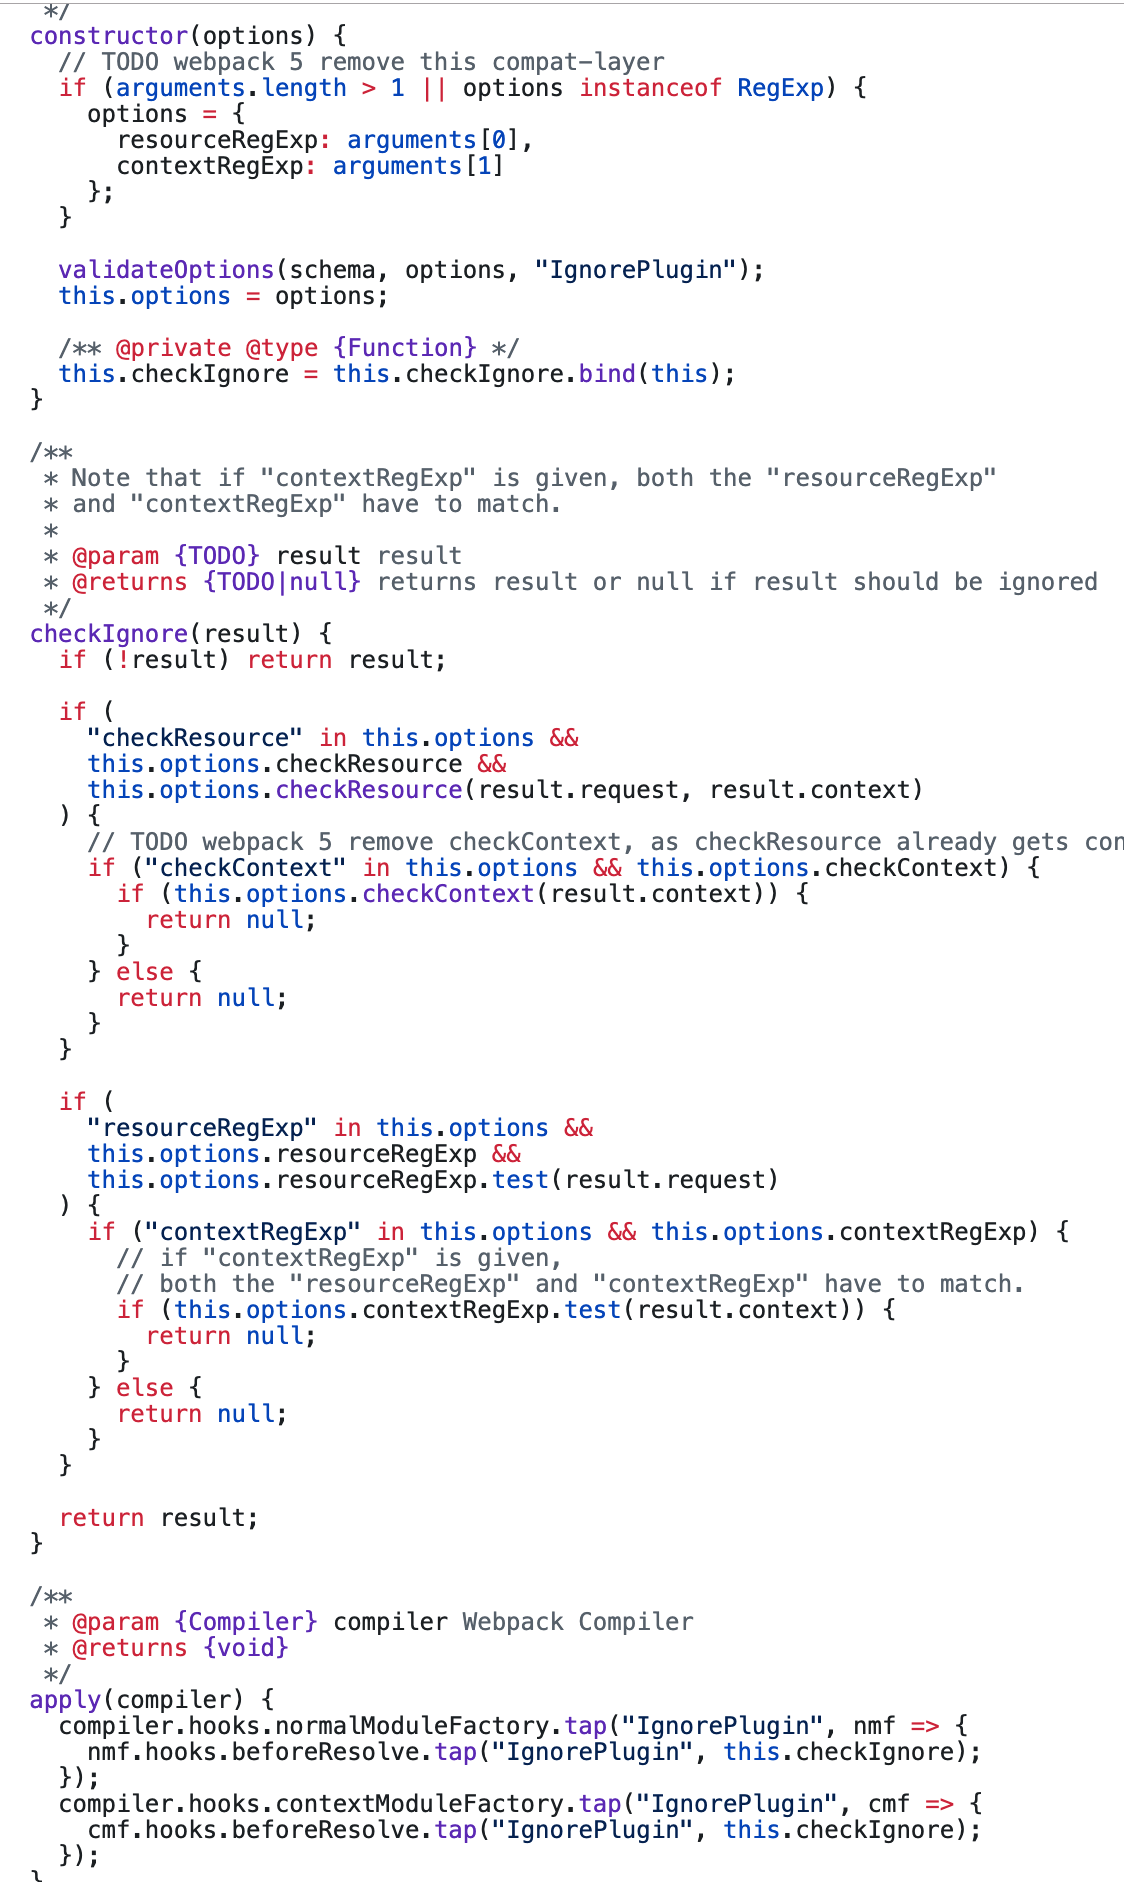 */
constructor(options) {
  // TODO webpack 5 remove this compat-layer
  if (arguments.length > 1 || options instanceof RegExp) {
    options = {
      resourceRegExp: arguments[0],
      contextRegExp: arguments[1]
    };
  }

  validateOptions(schema, options, "IgnorePlugin");
  this.options = options;

  /** @private @type {Function} */
  this.checkIgnore = this.checkIgnore.bind(this);
}

/**
 * Note that if "contextRegExp" is given, both the "resourceRegExp"
 * and "contextRegExp" have to match.
 *
 * @param {TODO} result result
 * @returns {TODO|null} returns result or null if result should be ignored
 */
checkIgnore(result) {
  if (!result) return result;

  if (
    "checkResource" in this.options &&
    this.options.checkResource &&
    this.options.checkResource(result.request, result.context)
  ) {
    // TODO webpack 5 remove checkContext, as checkResource already gets con
    if ("checkContext" in this.options && this.options.checkContext) {
      if (this.options.checkContext(result.context)) {
        return null;
      }
    } else {
      return null;
    }
  }

  if (
    "resourceRegExp" in this.options &&
    this.options.resourceRegExp &&
    this.options.resourceRegExp.test(result.request)
  ) {
    if ("contextRegExp" in this.options && this.options.contextRegExp) {
      // if "contextRegExp" is given,
      // both the "resourceRegExp" and "contextRegExp" have to match.
      if (this.options.contextRegExp.test(result.context)) {
        return null;
      }
    } else {
      return null;
    }
  }

  return result;
}

/**
 * @param {Compiler} compiler Webpack Compiler
 * @returns {void}
 */
apply(compiler) {
  compiler.hooks.normalModuleFactory.tap("IgnorePlugin", nmf => {
    nmf.hooks.beforeResolve.tap("IgnorePlugin", this.checkIgnore);
  });
  compiler.hooks.contextModuleFactory.tap("IgnorePlugin", cmf => {
    cmf.hooks.beforeResolve.tap("IgnorePlugin", this.checkIgnore);
  });
}